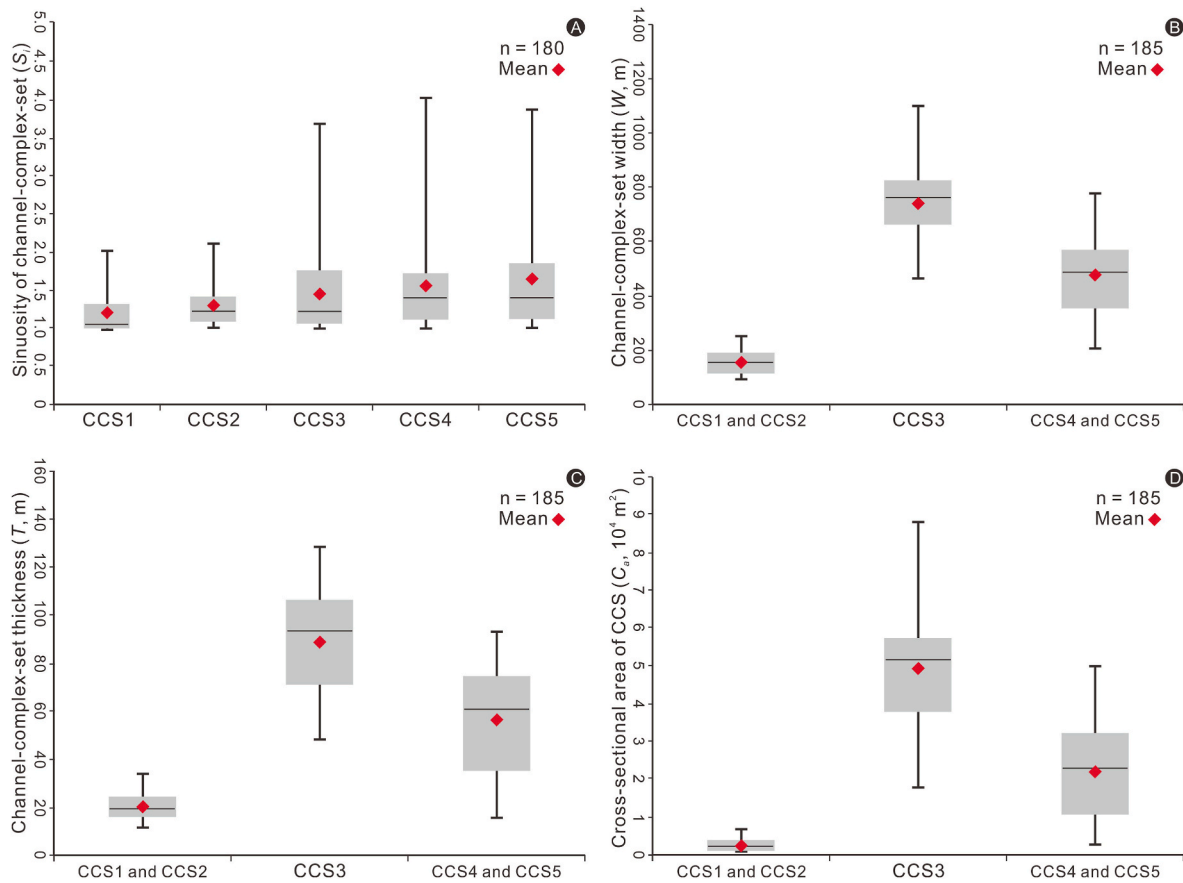 A
n = 180
Mean
Sinunosity of channel-complex-set (Si)
5.0
4.5
4.0
3.5
3.0
2.5
2.0
1.5
1.0
0.5
0
CCS1 CCS2 CCS3 CCS4 CCS5
B
n = 185
Mean
Channel-complex-set width (W, m)
1400
1200
1000
800
600
400
200
0
CCS1 and CCS2 CCS3 CCS4 and CCS5
C
n = 185
Mean
Channel-complex-set thickness (T, m)
160
140
120
100
80
60
40
20
0
CCS1 and CCS2 CCS3 CCS4 and CCS5
D
n = 185
Mean
Cross-sectional area of CCS (Ca, 10⁴ m²)
10
9
8
7
6
5
4
3
2
1
0
CCS1 and CCS2 CCS3 CCS4 and CCS5